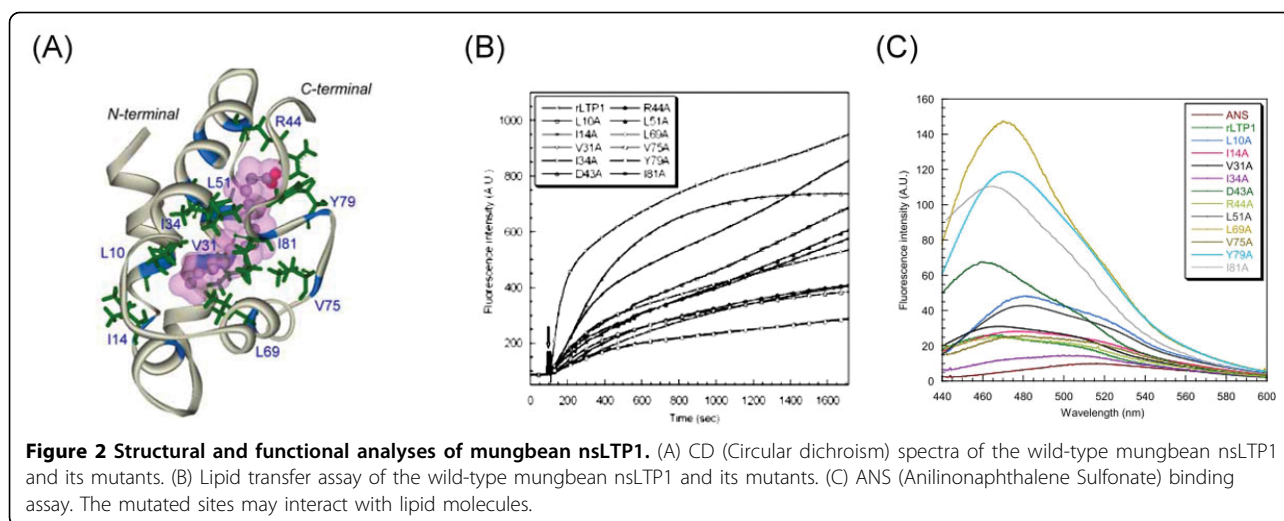 (A)
N-terminal
C-terminal
R44
L51
I34
Y79
V31
I81
L10
V75
I14
L69
(B)
Fluorescence intensity (A.U.)
1000
800
600
400
200
rLTP1
L10A
I14A
V31A
I34A
D43A
R44A
L51A
L69A
V75A
Y79A
I81A
0 200 400 600 800 1000 1200 1400 1600
Time (sec)
(C)
Fluorescence intensity (A.U.)
160
140
120
100
80
60
40
20
0
ANS
rLTP1
L10A
I14A
V31A
I34A
D43A
R44A
L51A
L69A
V75A
Y79A
I81A
440 460 480 500 520 540 560 580 600
Wavelength (nm)
Figure 2 Structural and functional analyses of mungbean nsLTP1. (A) CD (Circular dichroism) spectra of the wild-type mungbean nsLTP1
and its mutants. (B) Lipid transfer assay of the wild-type mungbean nsLTP1 and its mutants. (C) ANS (Anilinonaphthalene Sulfonate) binding
assay. The mutated sites may interact with lipid molecules.